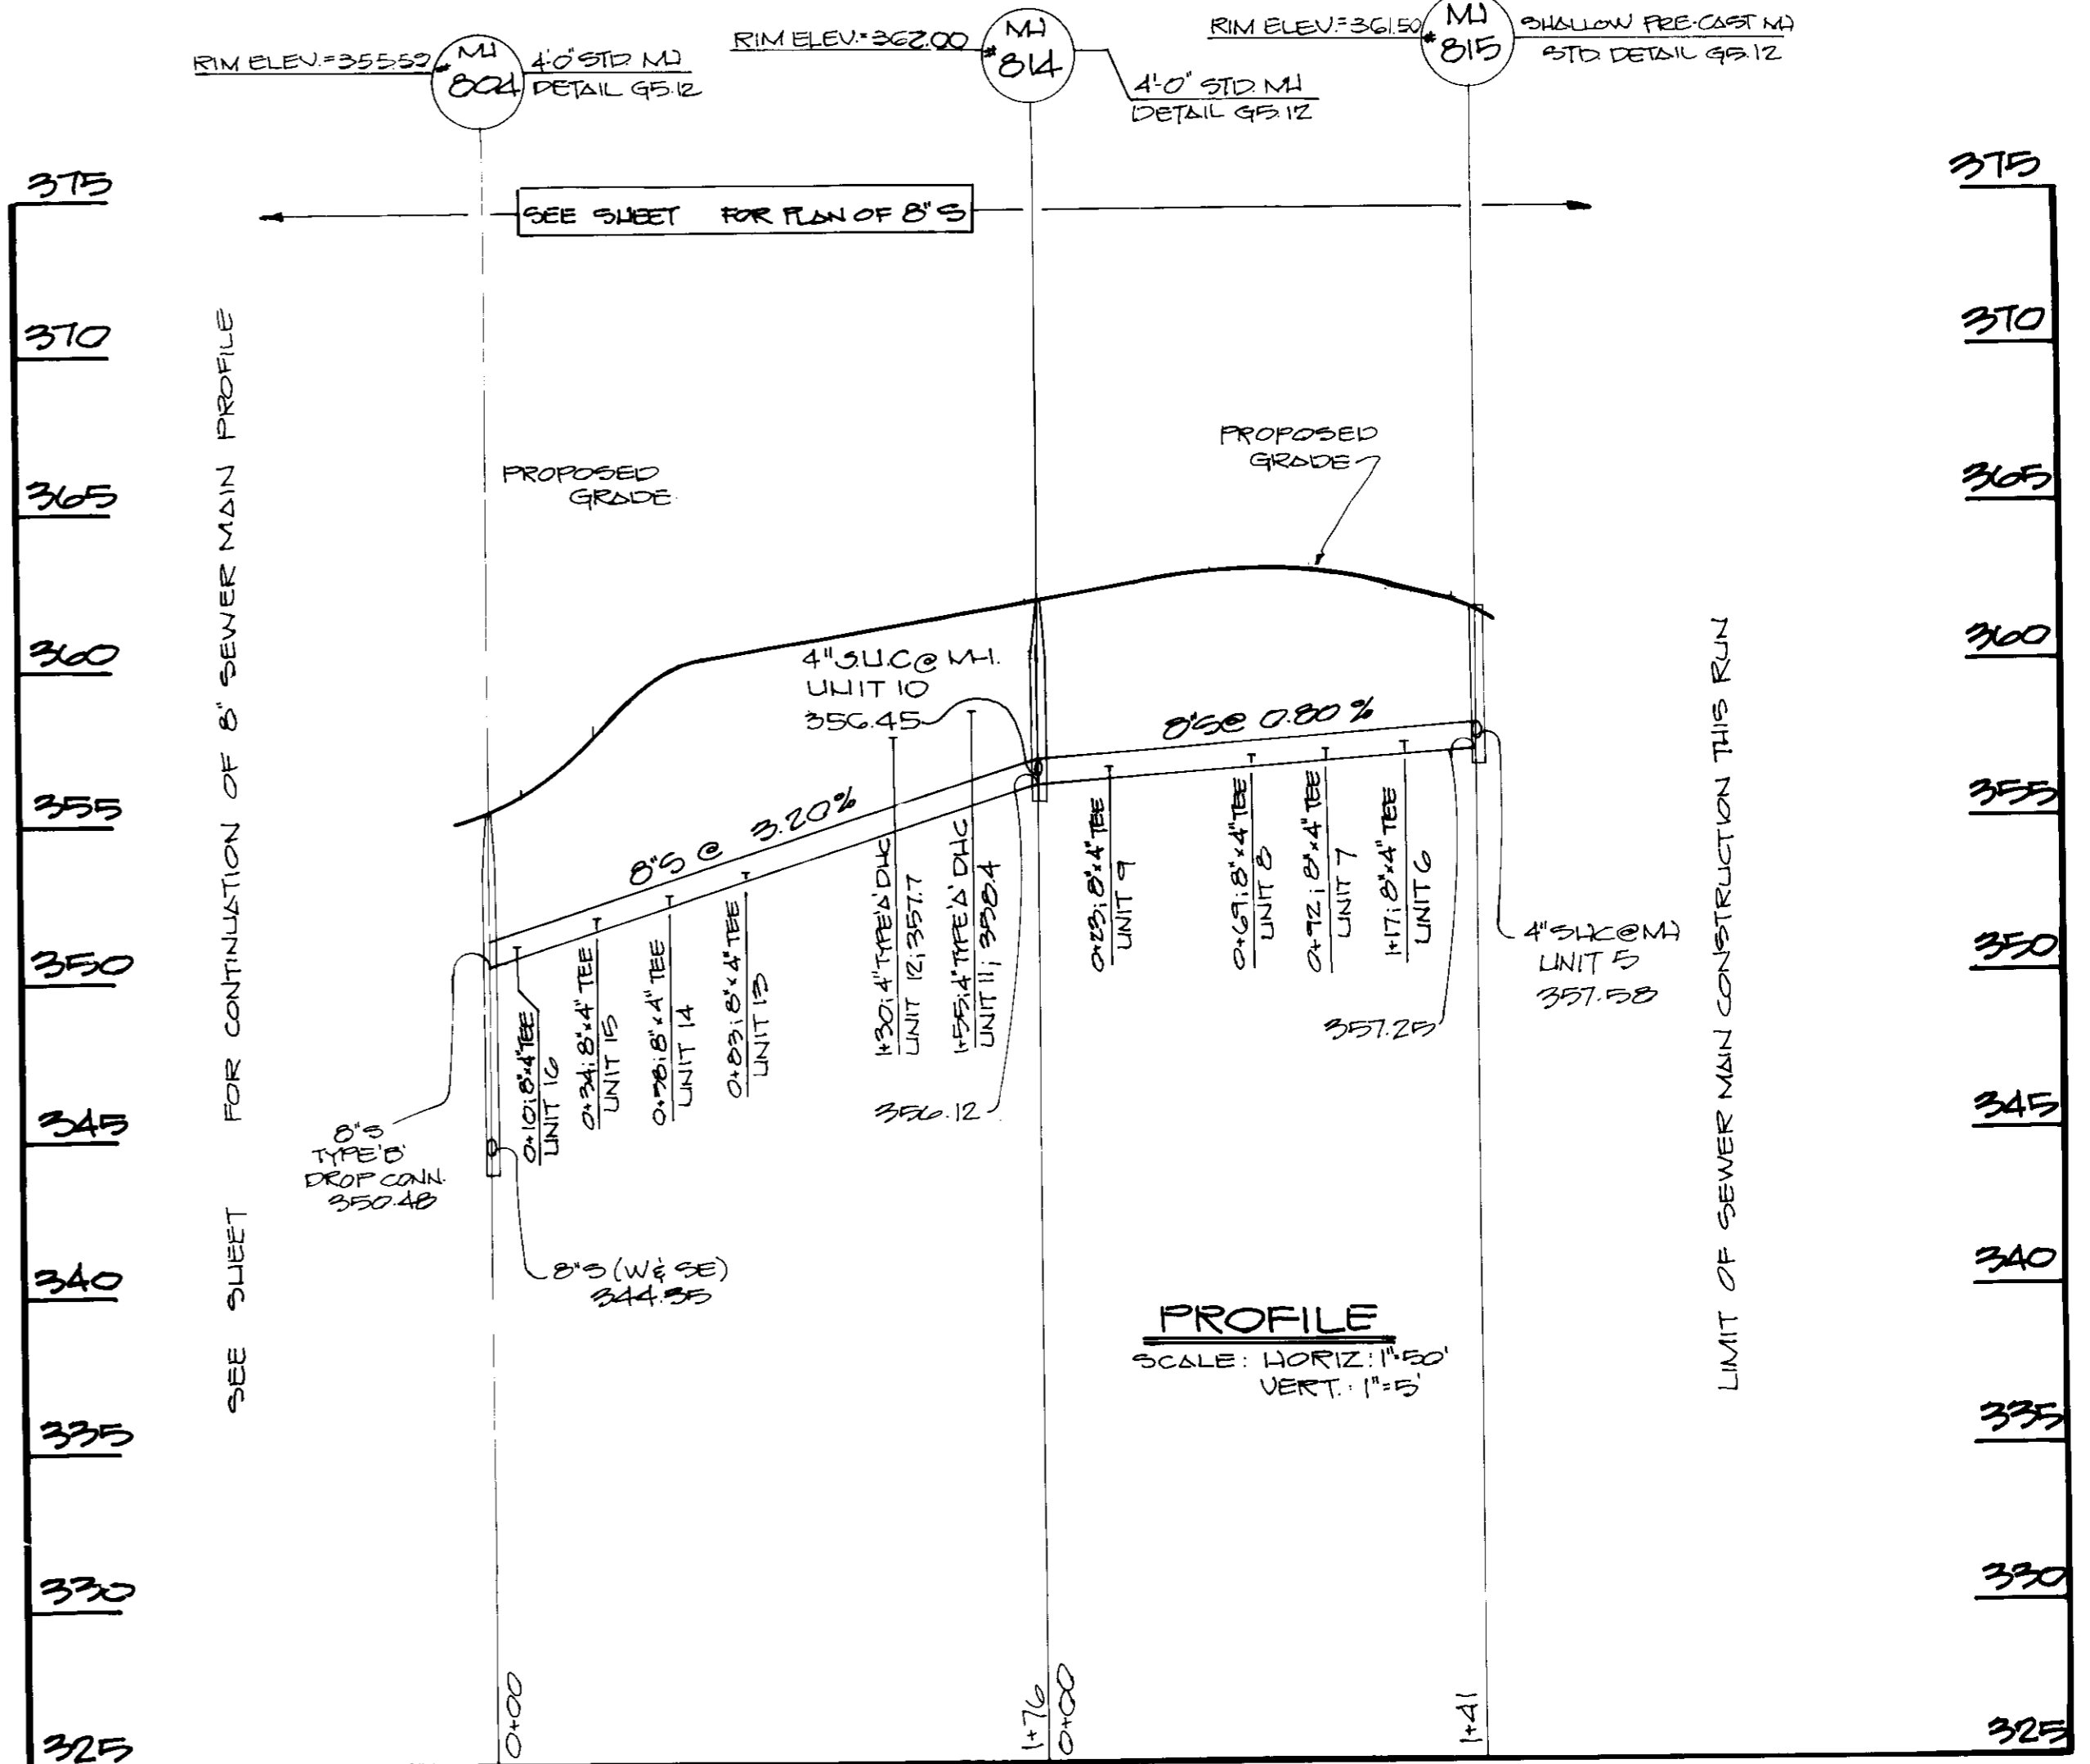 RIM ELEV.=355.59
MH
#804
4'-0" STD MH
DETAIL G5.12
RIM ELEV.=362.00
MH
#814
4'-0" STD. MH
DETAIL G5.12
RIM ELEV.=361.50
MH
#815
SHALLOW PRE-CAST MH
STD. DETAIL G5.12
375
375
SEE SHEET FOR PLAN OF 8"S
370
370
365
365
360
360
355
355
350
350
345
345
340
340
335
335
330
330
325
325
SEE SHEET FOR CONTINUATION OF 8" SEWER MAIN PROFILE
PROPOSED
GRADE
PROPOSED
GRADE
4" S.H.C @ MH.
UNIT 10
356.45
8"S @ 3.20%
8"S @ 0.80%
0+10; 8"x4" TEE
UNIT 16
0+34; 8"x4" TEE
UNIT 15
0+58; 8"x4" TEE
UNIT 14
0+83; 8"x4" TEE
UNIT 13
1+30; 4" TYPE 'A' DHC
UNIT 12; 357.7
1+55; 4" TYPE 'A' DHC
UNIT 11; 358.4
356.12
0+23; 8"x4" TEE
UNIT 9
0+69; 8"x4" TEE
UNIT 8
0+92; 8"x4" TEE
UNIT 7
1+17; 8"x4" TEE
UNIT 6
357.25
4" SHC @ MH
UNIT 5
357.58
8"S
TYPE 'B'
DROP CONN.
350.48
8"S (W & SE)
344.35
LIMIT OF SEWER MAIN CONSTRUCTION THIS RUN
PROFILE
SCALE: HORIZ: 1"=50'
VERT.: 1"=5'
0+00
1+76
0+00
1+41